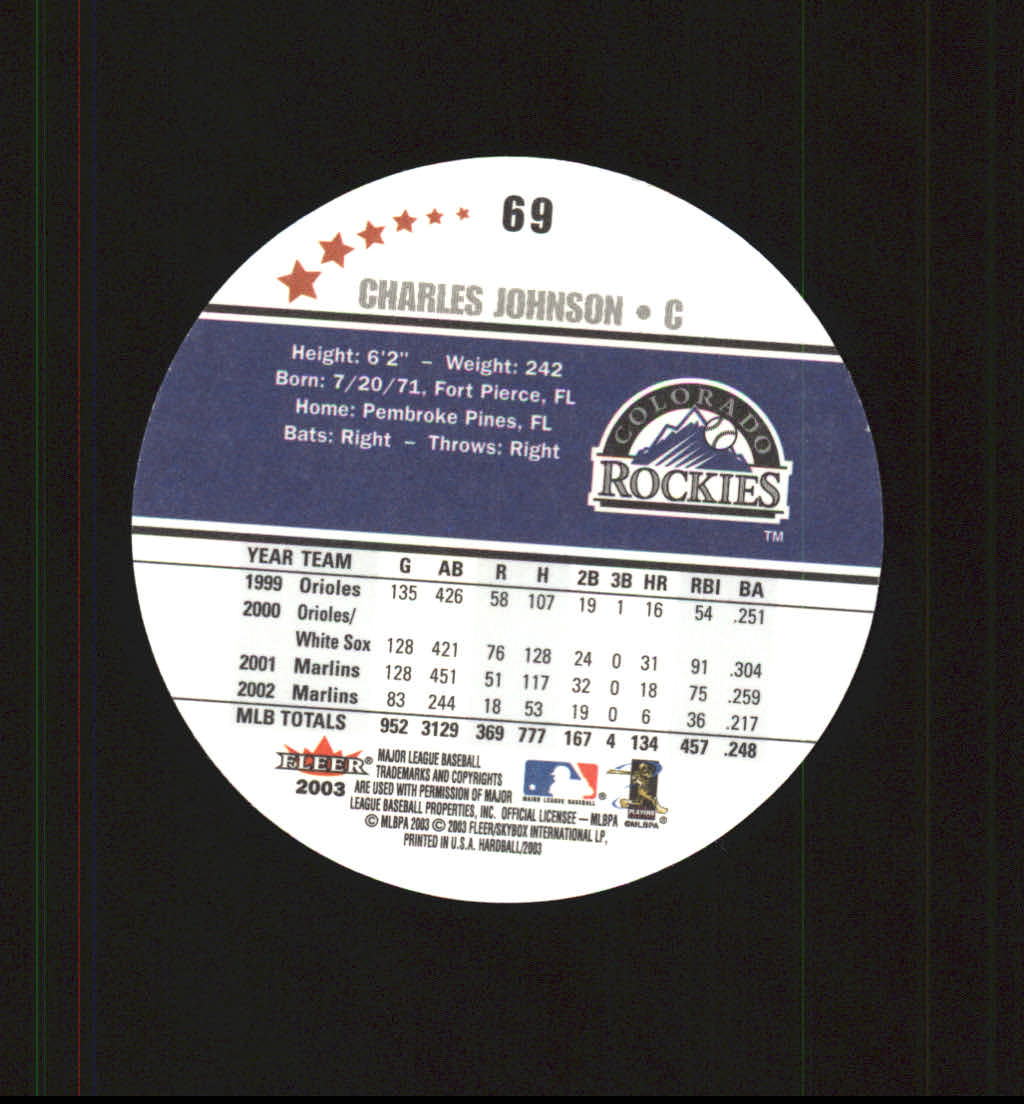 69
CHARLES JOHNSON • C
Height: 6'2" – Weight: 242
Born: 7/20/71, Fort Pierce, FL
Home: Pembroke Pines, FL
Bats: Right – Throws: Right
COLORADO
ROCKIES
TM
YEAR TEAM G AB R H 2B 3B HR RBI BA
1999 Orioles 135 426 58 107 19 1 16 54 .251
2000 Orioles/
White Sox 128 421 76 128 24 0 31 91 .304
2001 Marlins 128 451 51 117 32 0 18 75 .259
2002 Marlins 83 244 18 53 19 0 6 36 .217
MLB TOTALS 952 3129 369 777 167 4 134 457 .248
FLEER®
2003
MAJOR LEAGUE BASEBALL
TRADEMARKS AND COPYRIGHTS
ARE USED WITH PERMISSION OF MAJOR
LEAGUE BASEBALL PROPERTIES, INC. OFFICIAL LICENSEE – MLBPA
© MLBPA 2003 © 2003 FLEER/SKYBOX INTERNATIONAL LP,
PRINTED IN U.S.A. HARDBALL/2003
MAJOR LEAGUE BASEBALL ®
©MLBPA ®